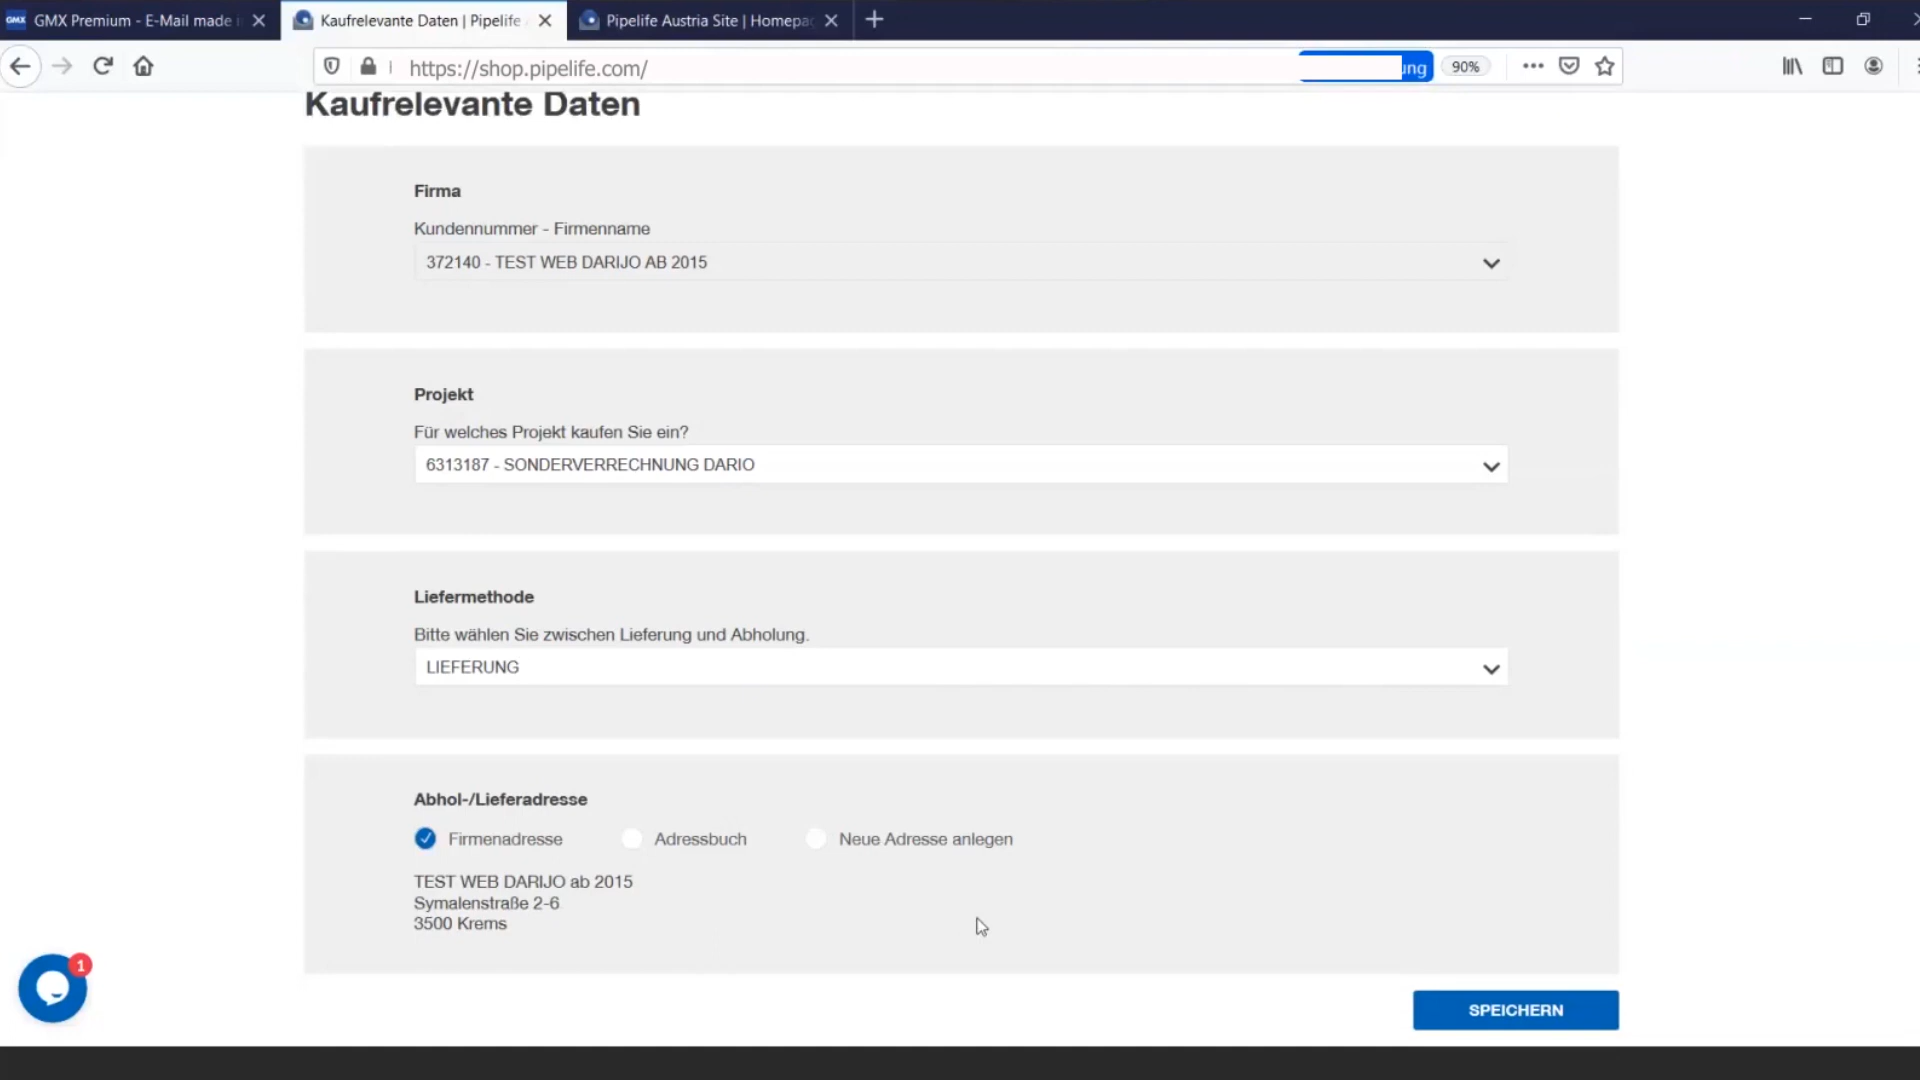 GMX GMX Premium - E-Mail made
Kaufrelevante Daten | Pipelife
Pipelife Austria Site | Homepa
https://shop.pipelife.com/
ung
90%
Kaufrelevante Daten
Firma
Kundennummer - Firmenname
372140 - TEST WEB DARIJO AB 2015
Projekt
Für welches Projekt kaufen Sie ein?
6313187 - SONDERVERRECHNUNG DARIO
Liefermethode
Bitte wählen Sie zwischen Lieferung und Abholung.
LIEFERUNG
Abhol-/Lieferadresse
Firmenadresse Adressbuch Neue Adresse anlegen
TEST WEB DARIJO ab 2015
Symalenstraße 2-6
3500 Krems
1
SPEICHERN